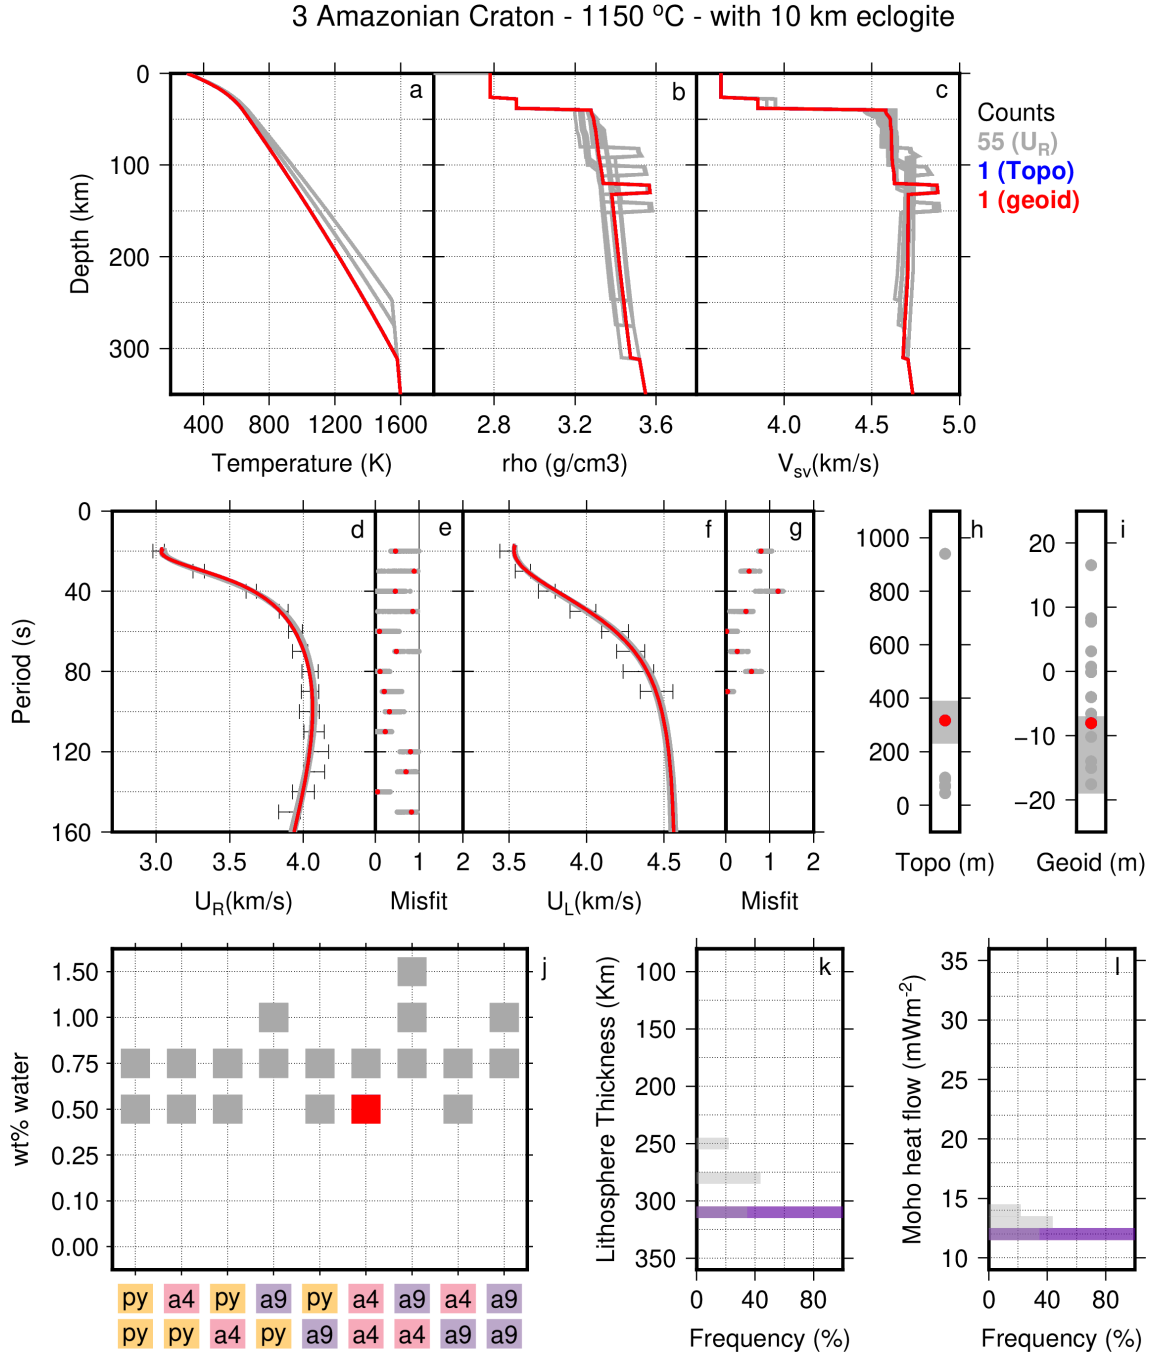 3 Amazonian Craton - 1150 ºC - with 10 km eclogite
0
100
200
300
Depth (km)
a
b
c
Counts
55 (U_R)
1 (Topo)
1 (geoid)
400 800 1200 1600
2.8 3.2 3.6
4.0 4.5 5.0
Temperature (K)
rho (g/cm3)
V_sv(km/s)
0
40
80
120
160
Period (s)
d
e
f
g
h
i
3.0 3.5 4.0
0 1 2
3.5 4.0 4.5
0 1 2
U_R(km/s)
Misfit
U_L(km/s)
Misfit
1000
800
600
400
200
0
Topo (m)
20
10
0
−10
−20
Geoid (m)
wt% water
1.50
1.00
0.75
0.50
0.25
0.10
0.00
j
py a4 py a9 py a4 a9 a4 a9
py py a4 py a9 a4 a4 a9 a9
Lithosphere Thickness (Km)
100
150
200
250
300
350
k
0 40 80
Frequency (%)
Moho heat flow (mWm-2)
35
30
25
20
15
10
l
0 40 80
Frequency (%)